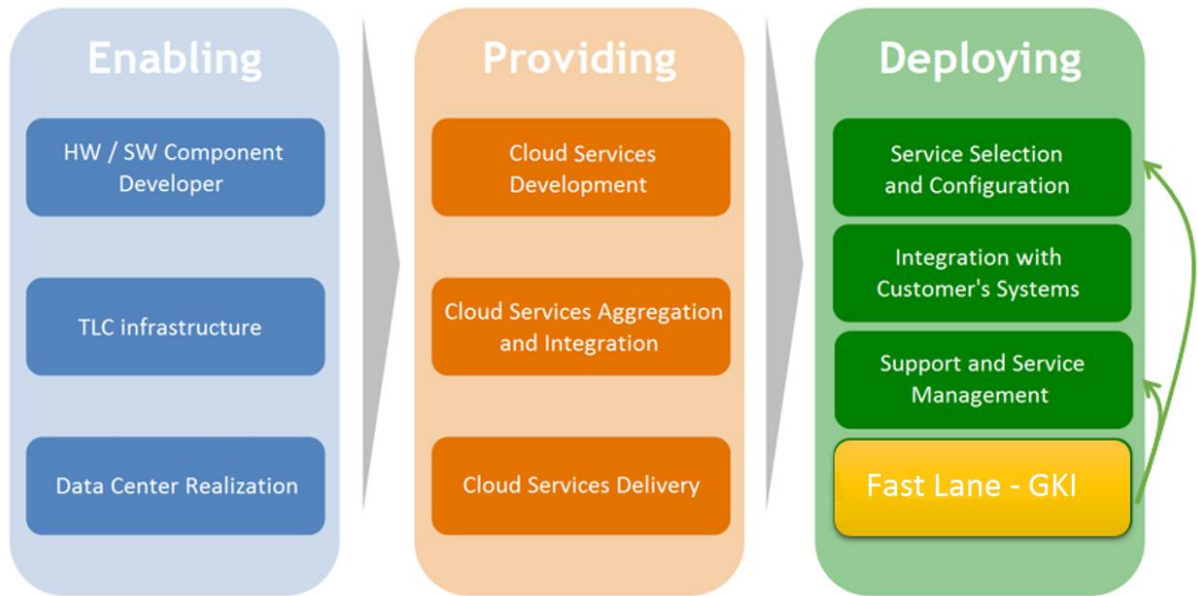 Enabling
HW / SW Component
Developer
TLC infrastructure
Data Center Realization
Providing
Cloud Services
Development
Cloud Services Aggregation
and Integration
Cloud Services Delivery
Deploying
Service Selection
and Configuration
Integration with
Customer's Systems
Support and Service
Management
Fast Lane - GKI